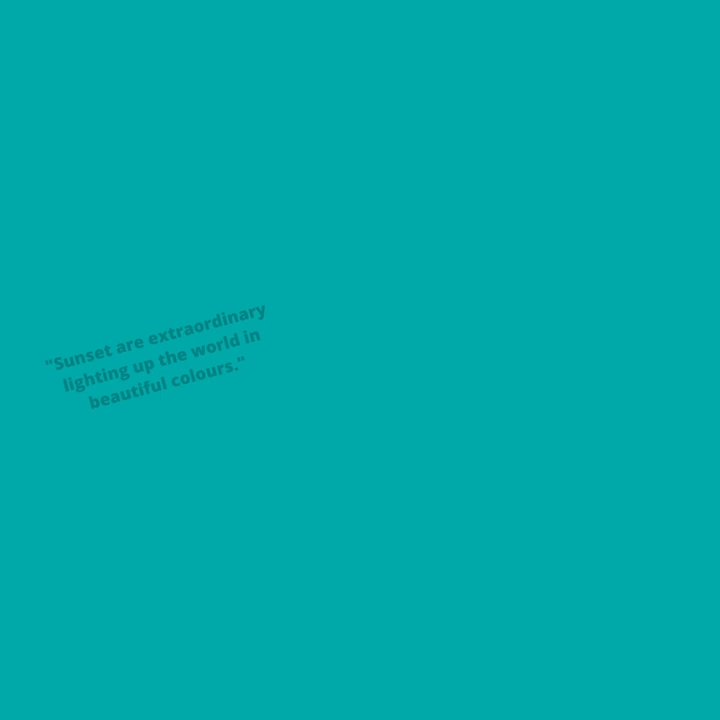 "Sunset are extraordinary
lighting up the world in
beautiful colours."